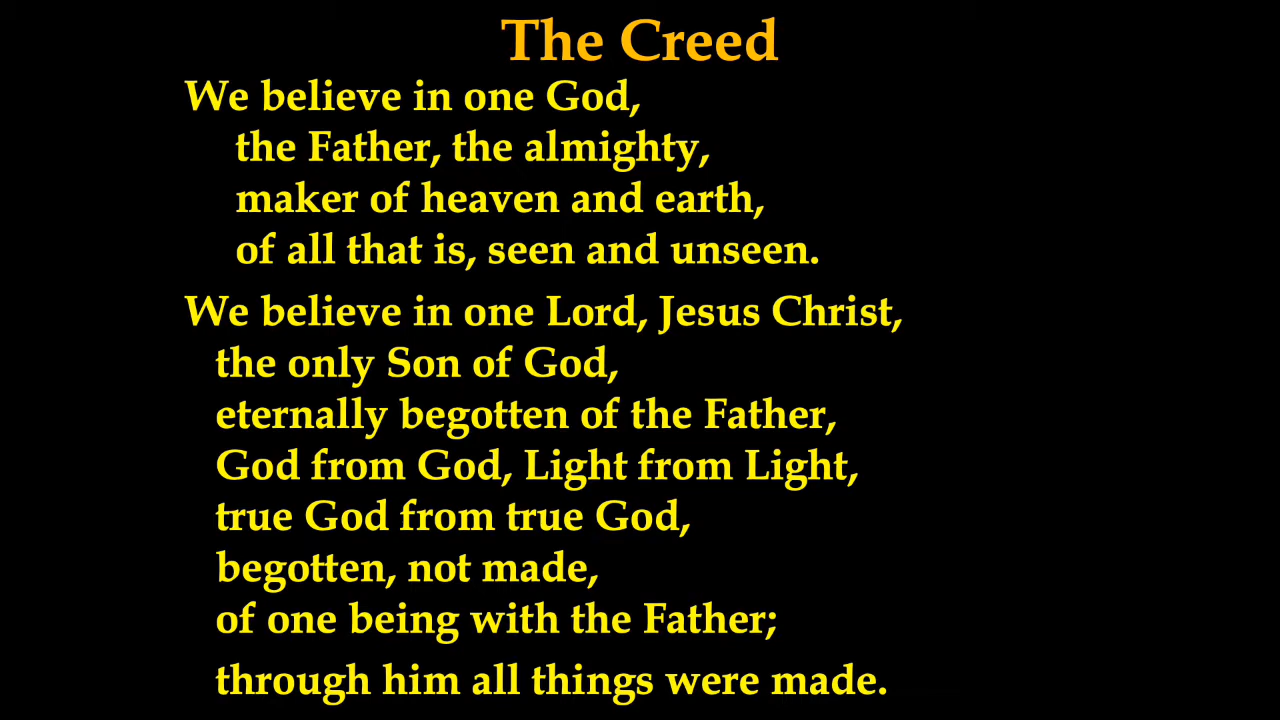 The Creed
We believe in one God,
the Father, the almighty,
maker of heaven and earth,
of all that is, seen and unseen.
We believe in one Lord, Jesus Christ,
the only Son of God,
eternally begotten of the Father,
God from God, Light from Light,
true God from true God,
begotten, not made,
of one being with the Father;
through him all things were made.